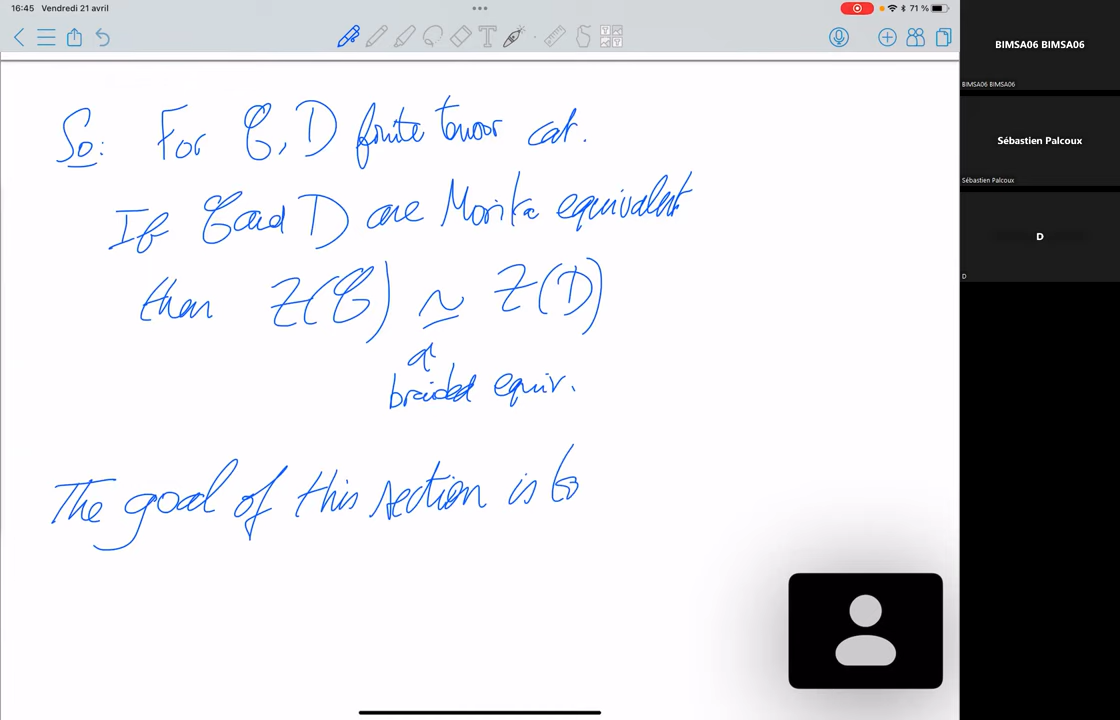 16:45 Vendredi 21 avril
71 %
BIMSA06 BIMSA06
BIMSA06 BIMSA06
Sébastien Palcoux
Sébastien Palcoux
D
D
So: For C, D finite tensor cat.
If C and D are Morita equivalent
then Z(C) ≃ Z(D)
braided equiv.
The goal of this section is to